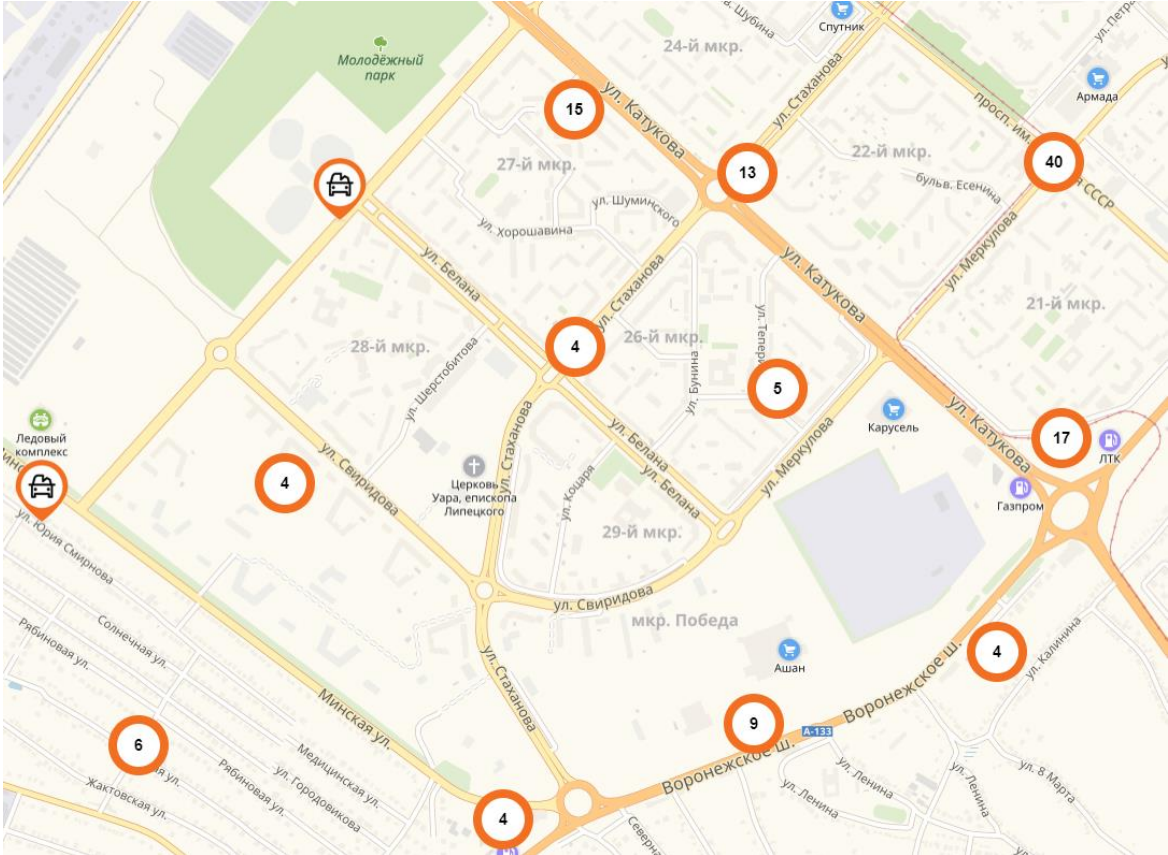 ул. Шубина
Спутник
ул. Петра
24-й мкр.
Молодёжный
парк
Армада
ул. Катукова
ул. Стаханова
просп. им.
15
22-й мкр.
27-й мкр.
13
40
бульв. Есенина
СССР
ул. Шуминского
ул. Хорошавина
ул. Меркулова
ул. Белана
ул. Стаханова
ул. Катукова
21-й мкр.
26-й мкр.
28-й мкр.
4
ул. Шерстобитова
ул. Бунина
5
Ледовый
комплекс
Карусель
ул. Катукова
17
ул. Свиридова
ул. Стаханова
ул. Белана
ул. Меркулова
ЛТК
4
Церковь
Уара, епископа
Липецкого
ул. Коцаря
ул. Белана
Газпром
ул. Юрия Смирнова
29-й мкр.
ул. Свиридова
мкр. Победа
Солнечная ул.
Рябиновая ул.
Ашан
4
ул. Калинина
ул. Стаханова
Минская ул.
Воронежское ш.
9
А-133
6
Воронежское ш.
Медицинская ул.
ул. Городовикова
Рябиновая ул.
Жактовская ул.
ул. Ленина
ул. Ленина
ул. Ленина
ул. 8 Марта
4
Северна